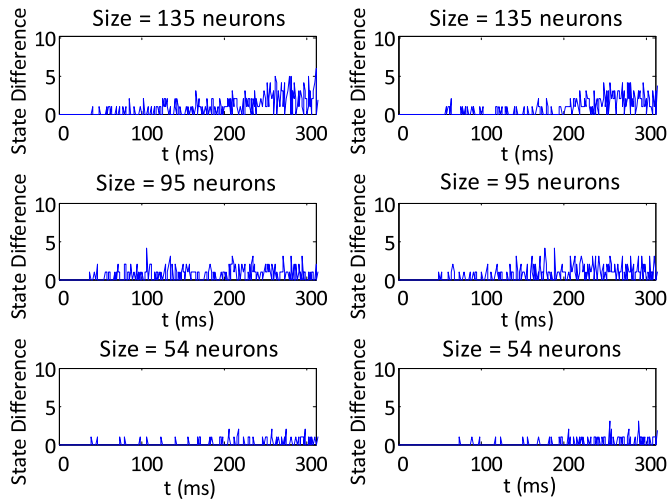 Size = 135 neurons
State Difference
10
5
0
0 100 200 300
t (ms)
Size = 135 neurons
State Difference
10
5
0
0 100 200 300
t (ms)
Size = 95 neurons
State Difference
10
5
0
0 100 200 300
t (ms)
Size = 95 neurons
State Difference
10
5
0
0 100 200 300
t (ms)
Size = 54 neurons
State Difference
10
5
0
0 100 200 300
t (ms)
Size = 54 neurons
State Difference
10
5
0
0 100 200 300
t (ms)